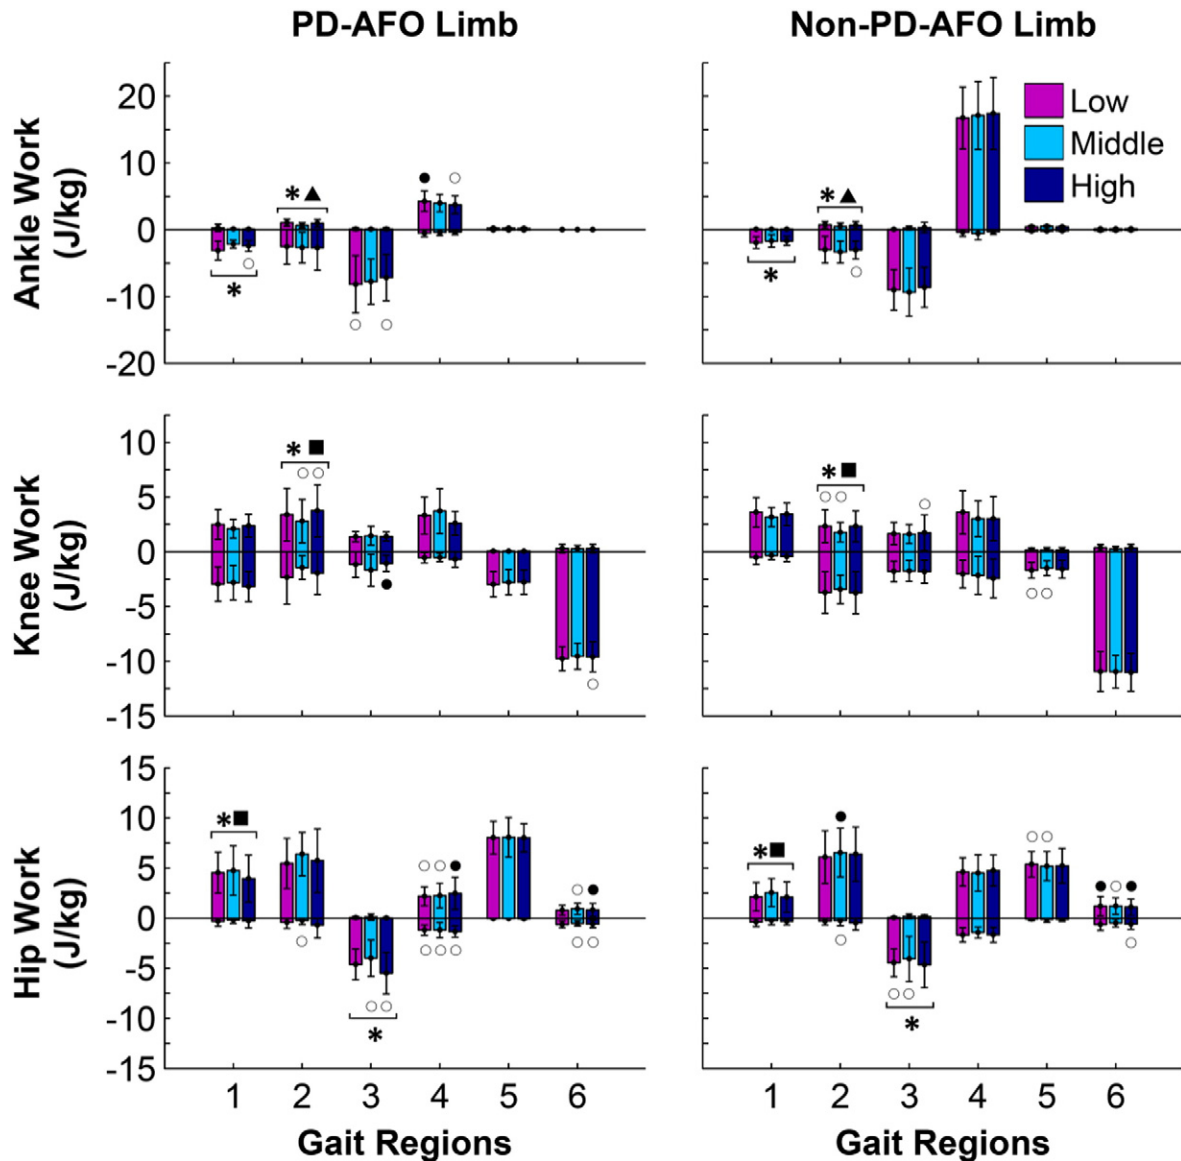 PD-AFO Limb
Non-PD-AFO Limb
Ankle Work
(J/kg)
20
10
0
-10
-20
* ▲
*
* ▲
*
Low
Middle
High
Knee Work
(J/kg)
10
5
0
-5
-10
-15
* ■
* ■
Hip Work
(J/kg)
15
10
5
0
-5
-10
-15
*■
*
*■
*
1 2 3 4 5 6
1 2 3 4 5 6
Gait Regions
Gait Regions